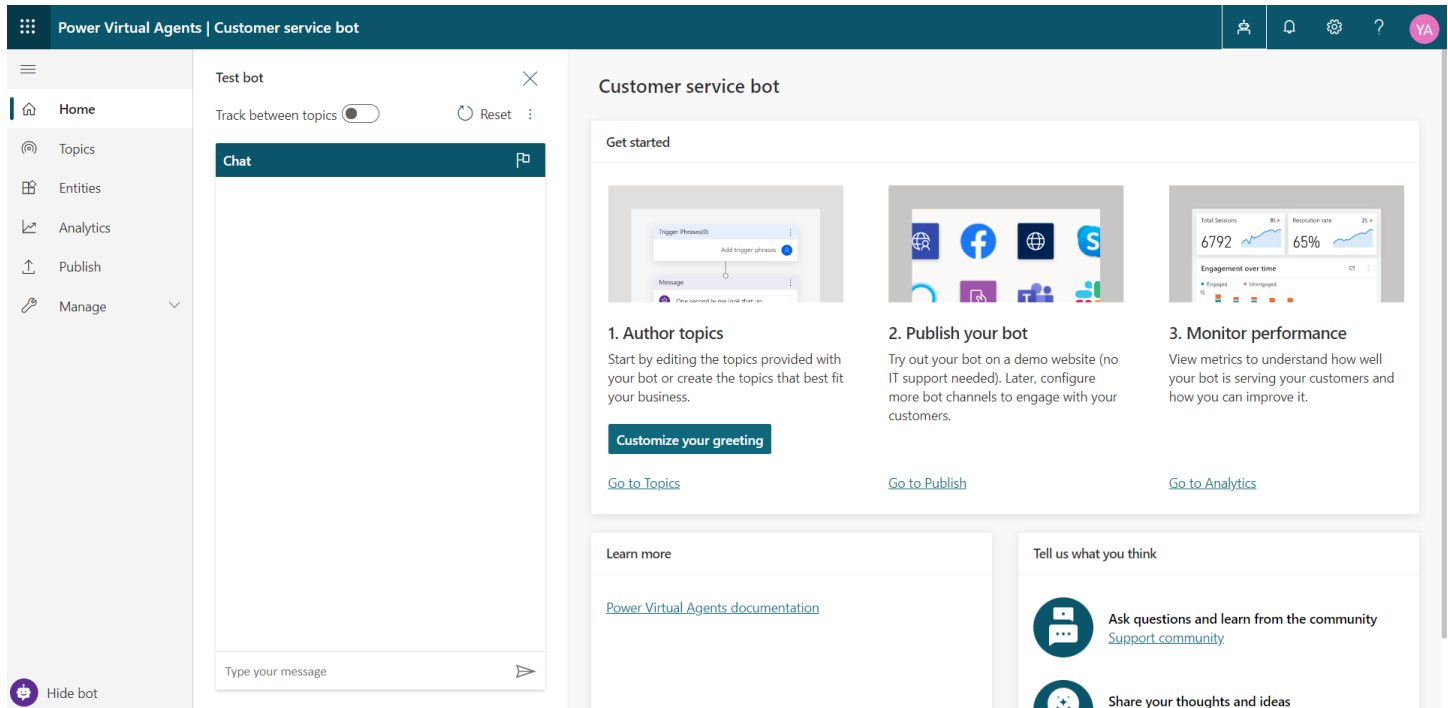 Power Virtual Agents | Customer service bot
YA
Home
Topics
Entities
Analytics
Publish
Manage
Hide bot
Test bot
Track between topics
Reset
Chat
Type your message
Customer service bot
Get started
Trigger Phrases(0)
Add trigger phrases
Message
One second le me look that up
Total Sessions
Resolution rate
6792
65%
Engagement over time
Engaged
Unengaged
1. Author topics
Start by editing the topics provided with
your bot or create the topics that best fit
your business.
Customize your greeting
Go to Topics
2. Publish your bot
Try out your bot on a demo website (no
IT support needed). Later, configure
more bot channels to engage with your
customers.
Go to Publish
3. Monitor performance
View metrics to understand how well
your bot is serving your customers and
how you can improve it.
Go to Analytics
Learn more
Power Virtual Agents documentation
Tell us what you think
Ask questions and learn from the community
Support community
Share your thoughts and ideas